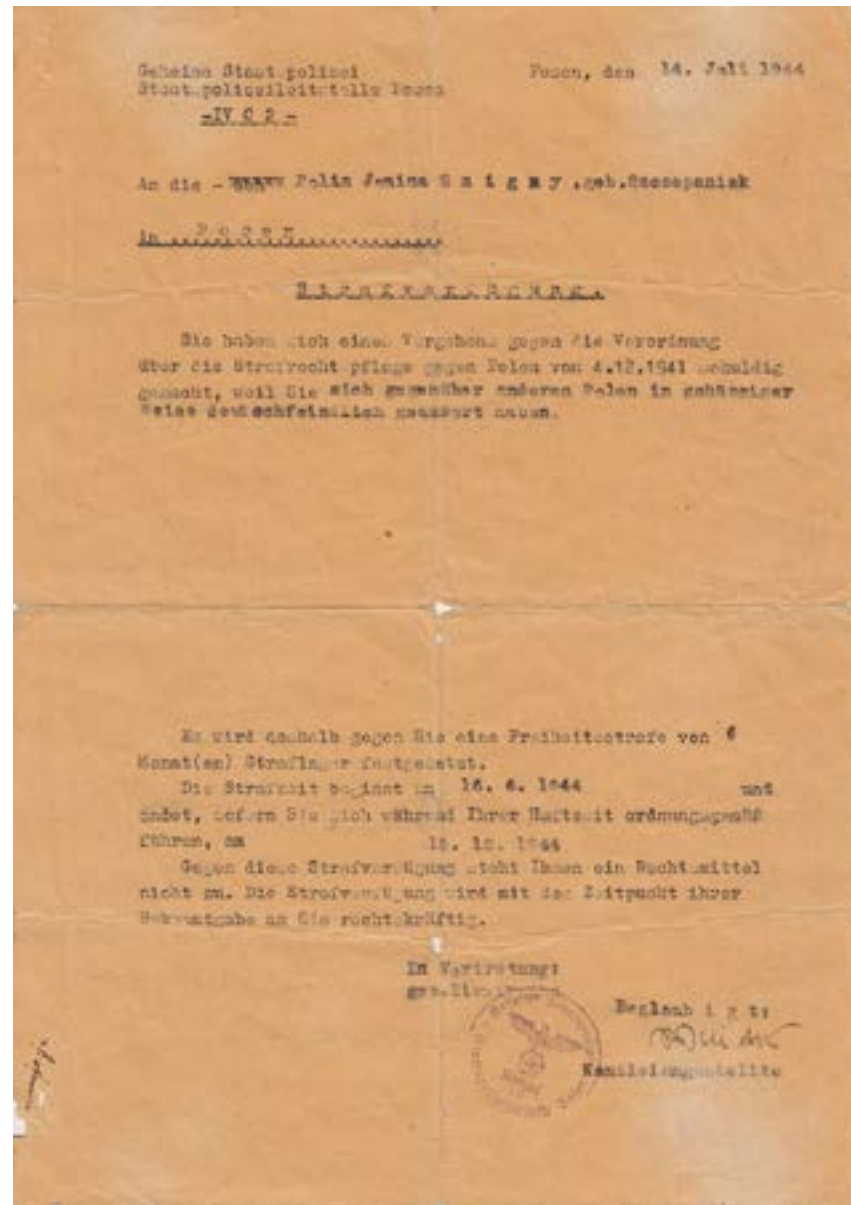 Geheime Staatspolizei
Posen, den 14. Juli 1944
Staatspolizeileitstelle Posen
-IV C 2 -
An die - Polin Janina geb. Szczepaniak
in Posen
Strafverfügung.
Sie haben sich eines Vergehens gegen die Verordnung
über die Strafrechtspflege gegen Polen vom 4.12.1941 schuldig
gemacht, weil Sie sich gegenüber anderen Polen in gehässiger
Weise deutschfeindlich geäussert haben.
Es wird deshalb gegen Sie eine Freiheitsstrafe von 6
Monat(en) Straflager festgesetzt.
Die Strafzeit beginnt am 1944 und
endet, sofern Sie sich während Ihrer Haftzeit ordnungsgemäß
führen, am 1944
Gegen diese Strafverfügung steht Ihnen ein Rechtsmittel
nicht zu. Die Strafverfügung wird mit dem Zeitpunkt ihrer
Bekanntgabe an Sie rechtskräftig.
In Vertretung:
gez.
Beglaubigt:
Kanzleiangestellte